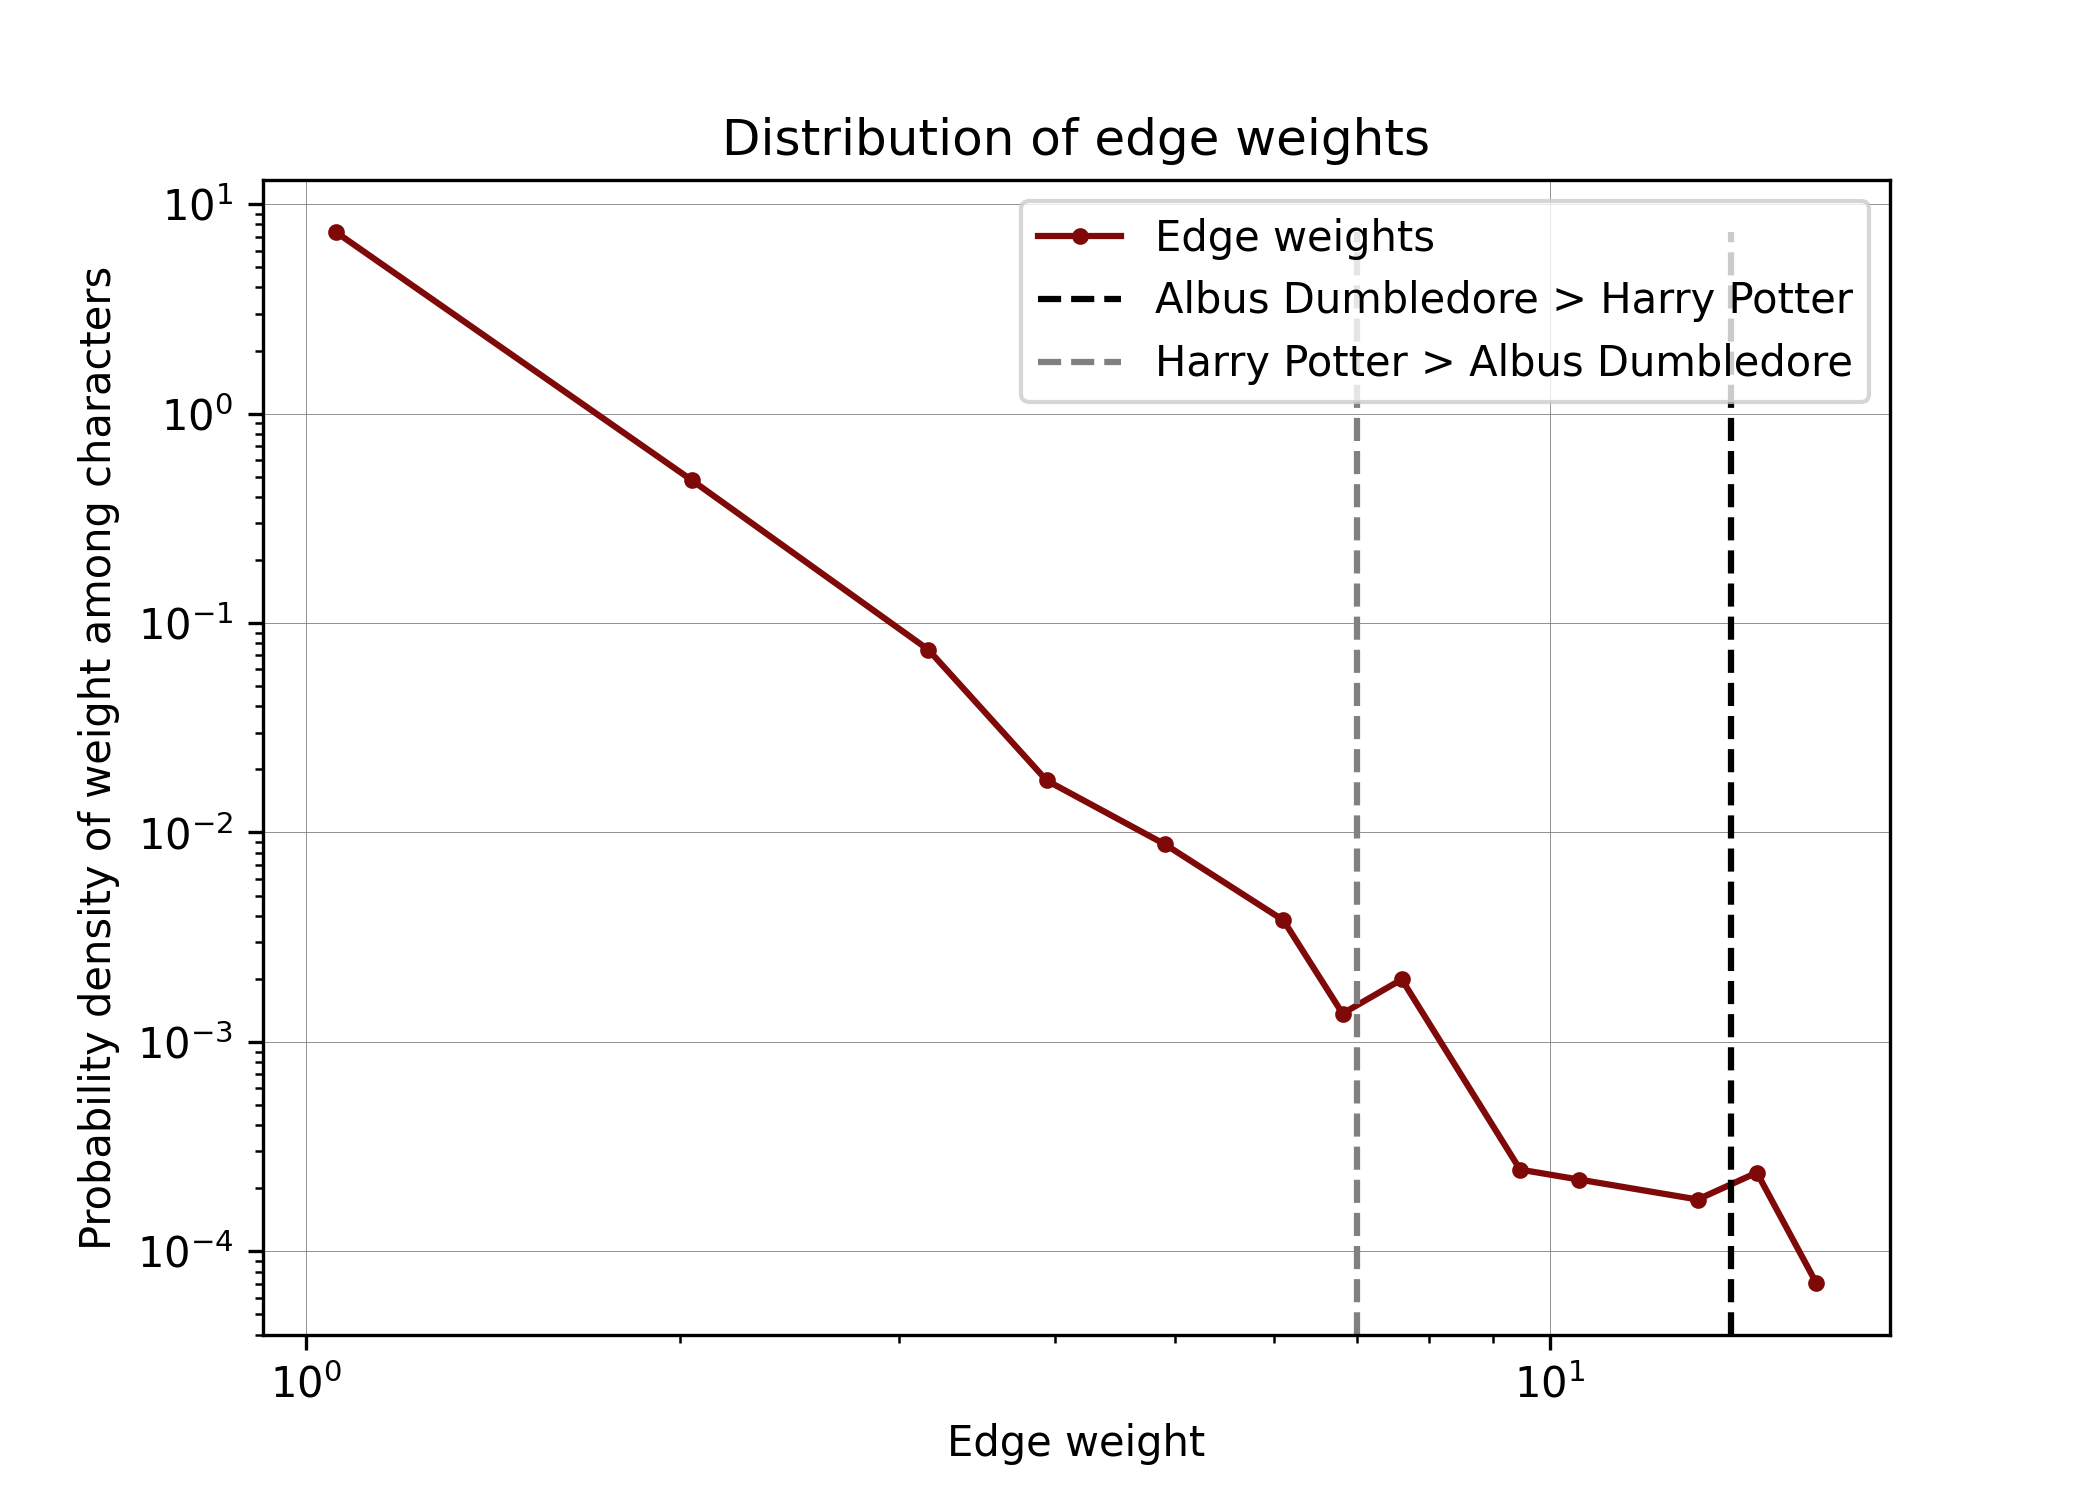 Distribution of edge weights
Probability density of weight among characters
10¹
10⁰
10⁻¹
10⁻²
10⁻³
10⁻⁴
Edge weights
Albus Dumbledore > Harry Potter
Harry Potter > Albus Dumbledore
10⁰ 10¹
Edge weight